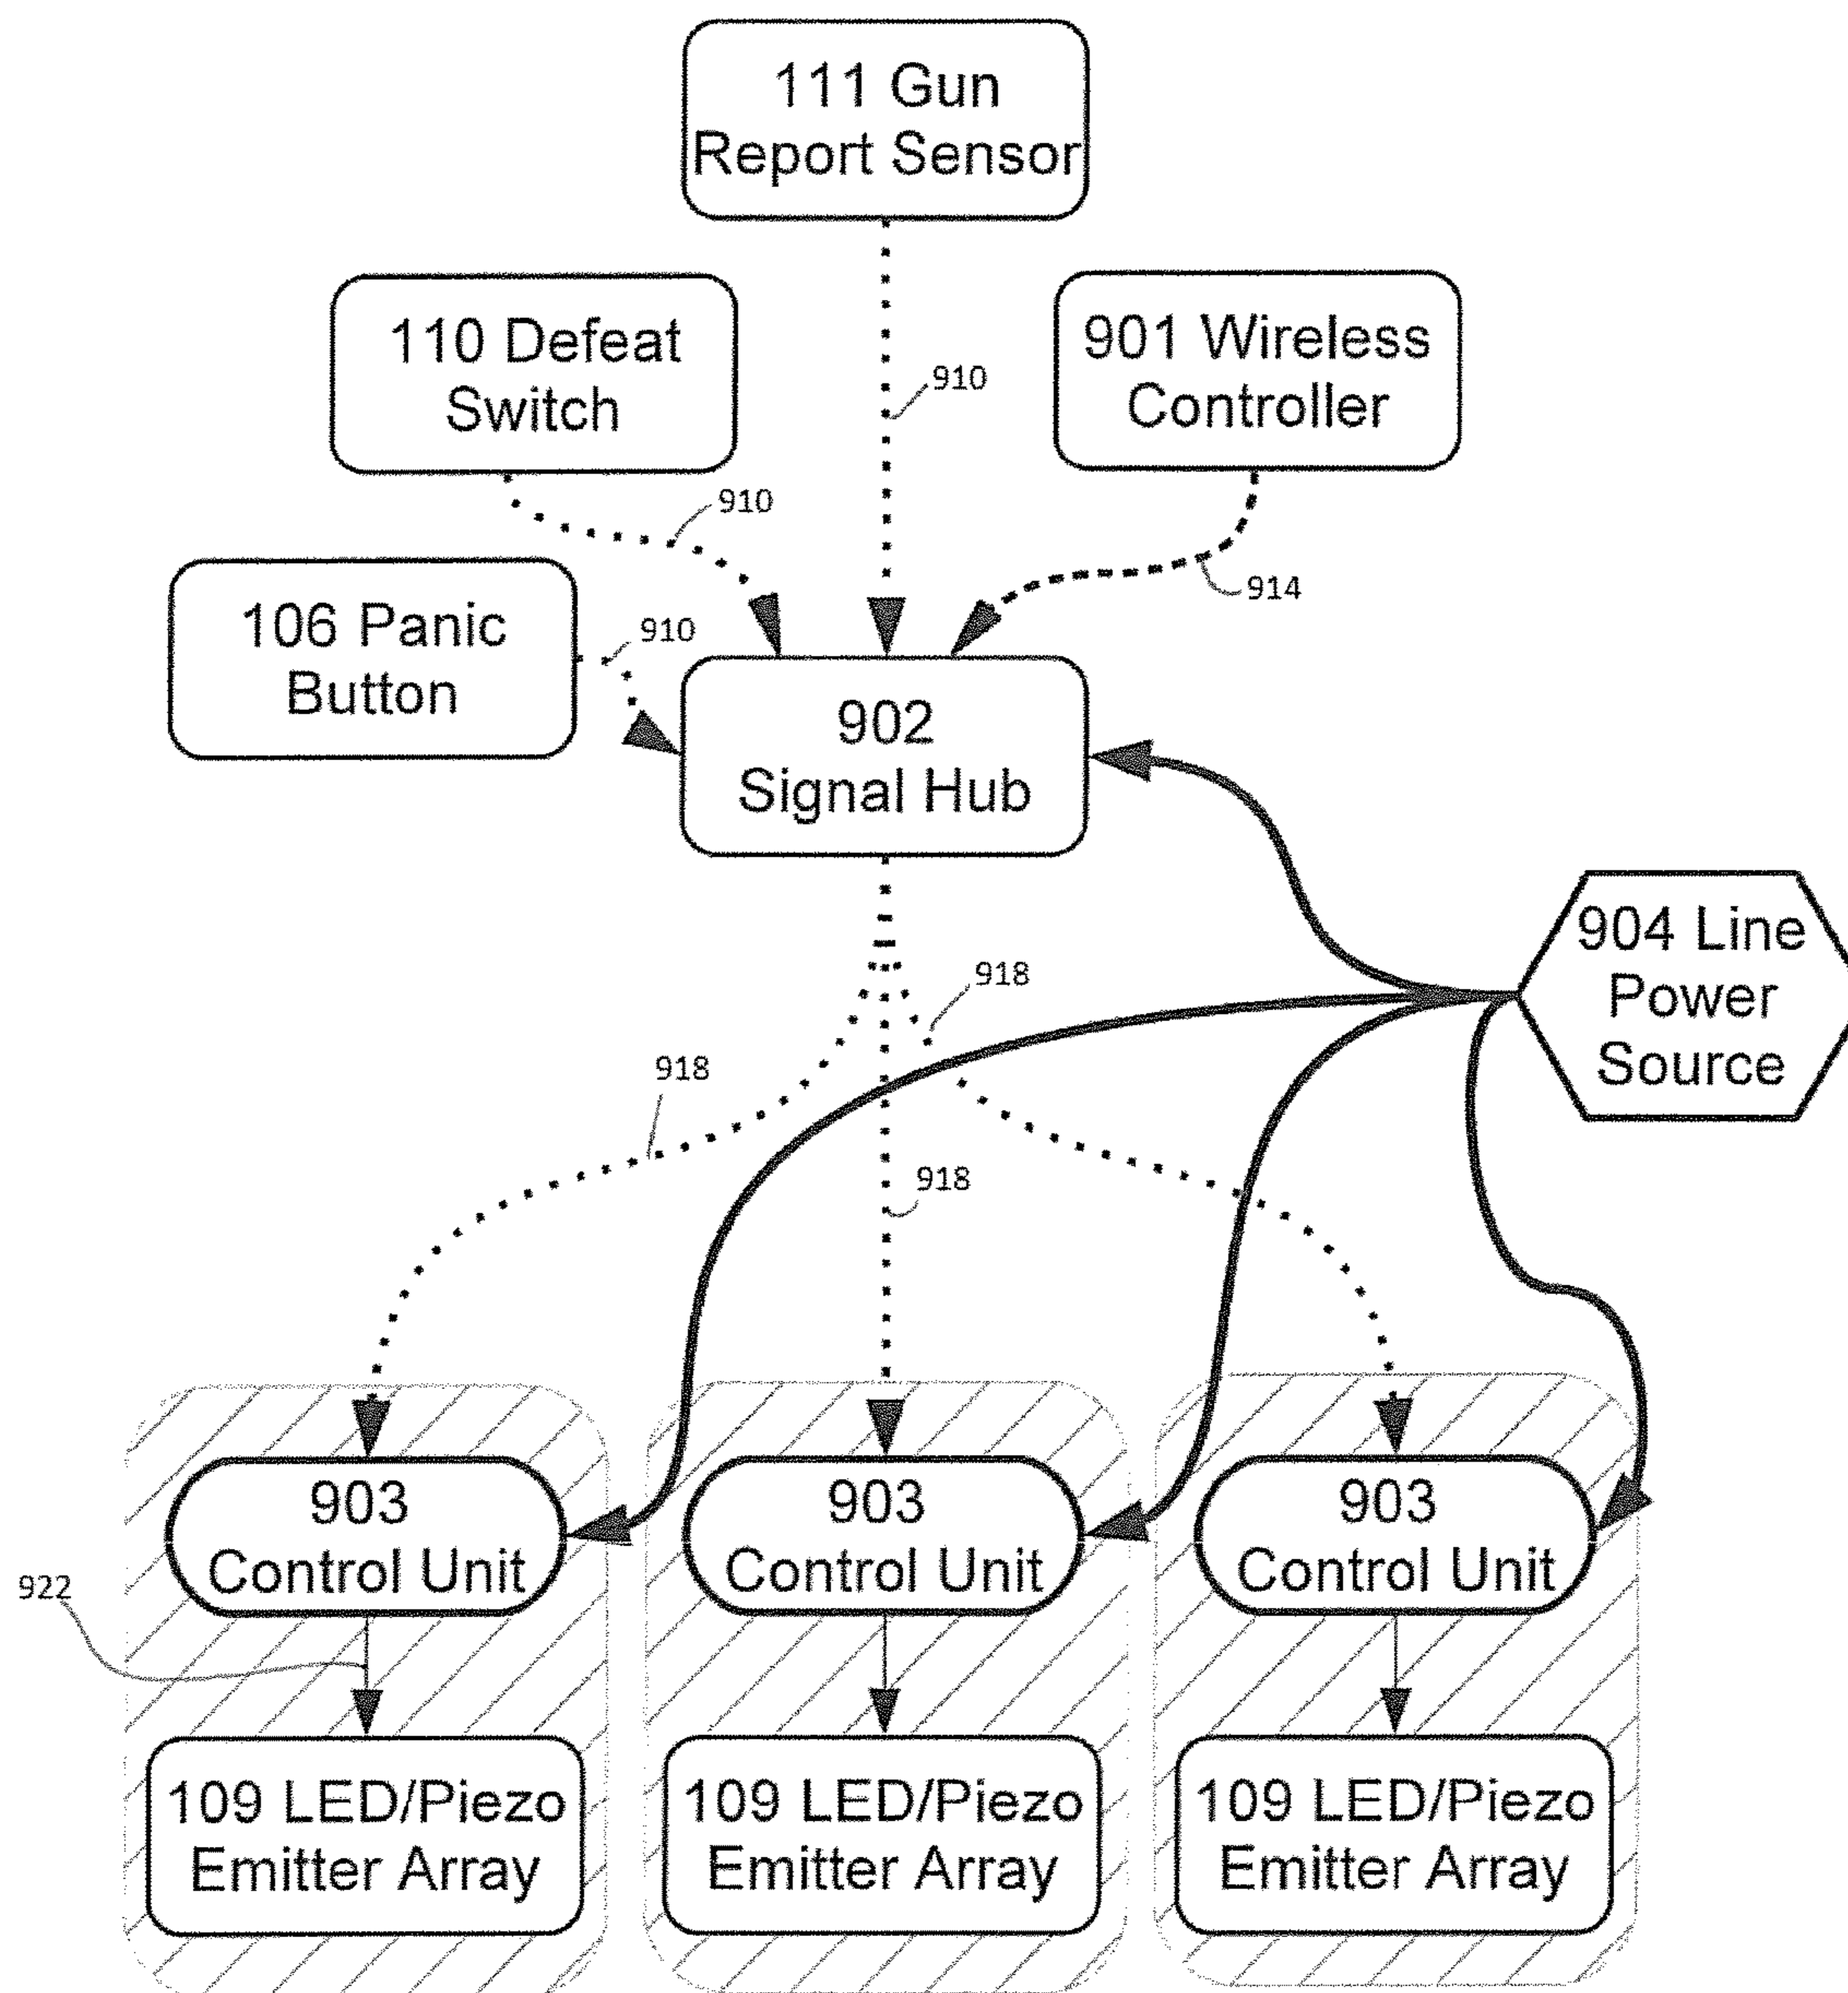 111 Gun
Report Sensor
110 Defeat
Switch
901 Wireless
Controller
910
910
914
106 Panic
Button
910
902
Signal Hub
904 Line
Power
Source
918
918
918
903
Control Unit
903
Control Unit
903
Control Unit
922
109 LED/Piezo
Emitter Array
109 LED/Piezo
Emitter Array
109 LED/Piezo
Emitter Array